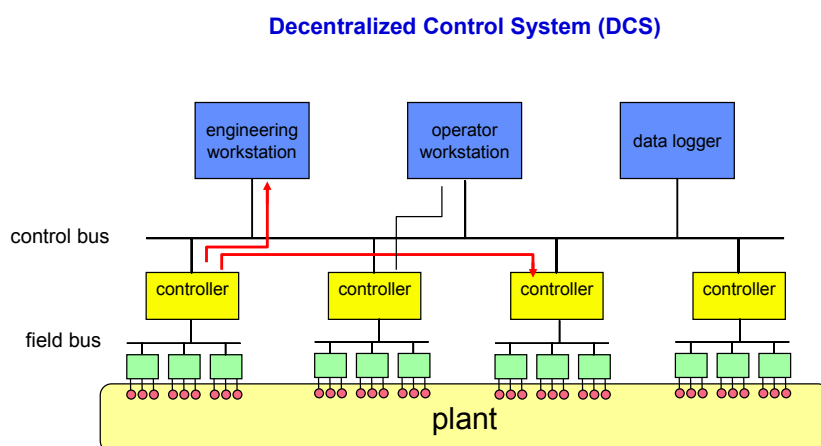 Decentralized Control System (DCS)
engineering
workstation
operator
workstation
data logger
control bus
controller
controller
controller
controller
field bus
plant